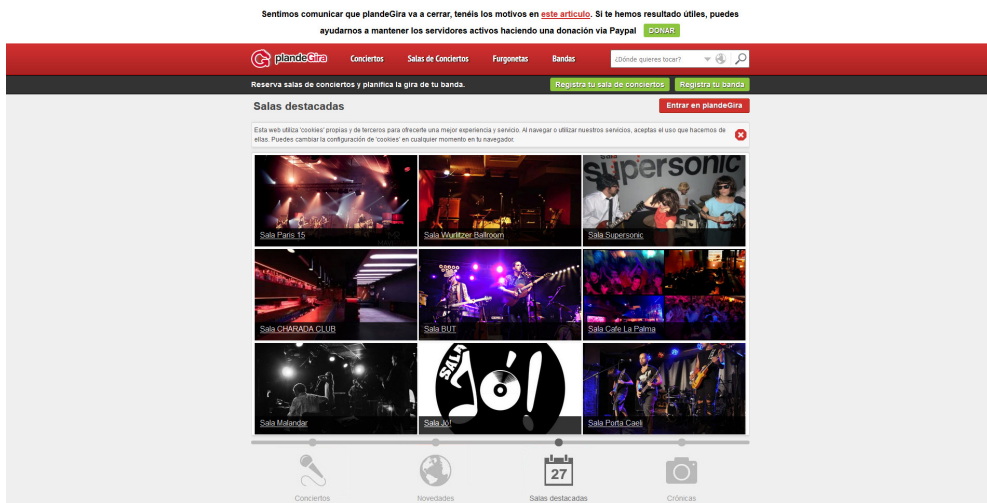 Sentimos comunicar que plandeGira va a cerrar, tenéis los motivos en este artículo. Si te hemos resultado útiles, puedes
ayudarnos a mantener los servidores activos haciendo una donación vía Paypal DONAR
plandeGira Conciertos Salas de Conciertos Furgonetas Bandas ¿Dónde quieres tocar?
Reserva salas de conciertos y planifica la gira de tu banda. Registra tu sala de conciertos Registra tu banda
Salas destacadas Entrar en plandeGira
Esta web utiliza 'cookies' propias y de terceros para ofrecerte una mejor experiencia y servicio. Al navegar o utilizar nuestros servicios, aceptas el uso que hacemos de
ellas. Puedes cambiar la configuración de 'cookies' en cualquier momento en tu navegador.
Sala
supersonic
Sala Paris 15 Sala Wurlitzer Ballroom Sala Supersonic
Sala CHARADA CLUB Sala BUT Sala Cafe La Palma
SALA
Jó!
Sala Malandar Sala Jó! Sala Porta Caeli
27
Conciertos Novedades Salas destacadas Crónicas